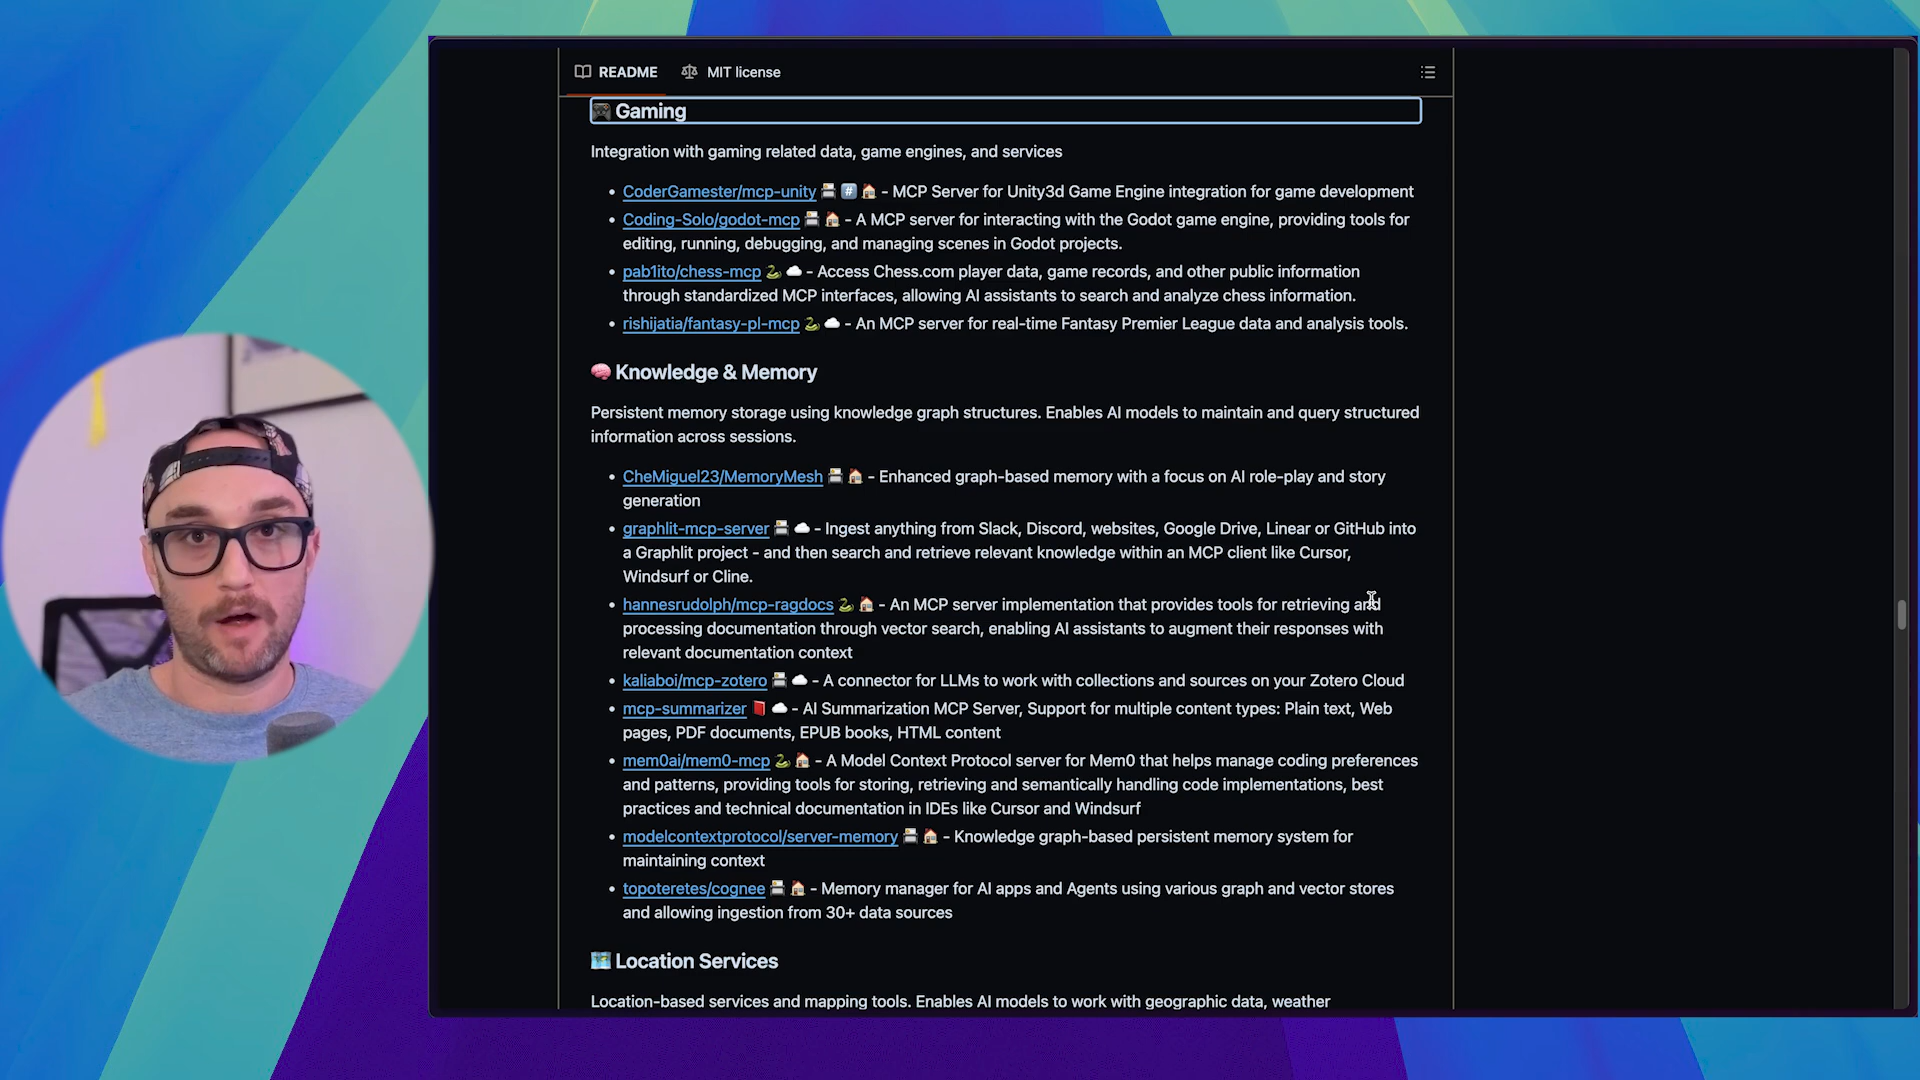 README MIT license
🎮 Gaming
Integration with gaming related data, game engines, and services
• CoderGamester/mcp-unity 📇 #️⃣ 🏠 - MCP Server for Unity3d Game Engine integration for game development
• Coding-Solo/godot-mcp 📇 🏠 - A MCP server for interacting with the Godot game engine, providing tools for
editing, running, debugging, and managing scenes in Godot projects.
• pab1ito/chess-mcp 🐍 ☁️ - Access Chess.com player data, game records, and other public information
through standardized MCP interfaces, allowing AI assistants to search and analyze chess information.
• rishijatia/fantasy-pl-mcp 🐍 ☁️ - An MCP server for real-time Fantasy Premier League data and analysis tools.
🧠 Knowledge & Memory
Persistent memory storage using knowledge graph structures. Enables AI models to maintain and query structured
information across sessions.
• CheMiguel23/MemoryMesh 📇 🏠 - Enhanced graph-based memory with a focus on AI role-play and story
generation
• graphlit-mcp-server 📇 ☁️ - Ingest anything from Slack, Discord, websites, Google Drive, Linear or GitHub into
a Graphlit project - and then search and retrieve relevant knowledge within an MCP client like Cursor,
Windsurf or Cline.
• hannesrudolph/mcp-ragdocs 🐍 🏠 - An MCP server implementation that provides tools for retrieving and
processing documentation through vector search, enabling AI assistants to augment their responses with
relevant documentation context
• kaliaboi/mcp-zotero 📇 ☁️ - A connector for LLMs to work with collections and sources on your Zotero Cloud
• mcp-summarizer 📕 ☁️ - AI Summarization MCP Server, Support for multiple content types: Plain text, Web
pages, PDF documents, EPUB books, HTML content
• mem0ai/mem0-mcp 🐍 🏠 - A Model Context Protocol server for Mem0 that helps manage coding preferences
and patterns, providing tools for storing, retrieving and semantically handling code implementations, best
practices and technical documentation in IDEs like Cursor and Windsurf
• modelcontextprotocol/server-memory 📇 🏠 - Knowledge graph-based persistent memory system for
maintaining context
• topoteretes/cognee 📇 🏠 - Memory manager for AI apps and Agents using various graph and vector stores
and allowing ingestion from 30+ data sources
🗺️ Location Services
Location-based services and mapping tools. Enables AI models to work with geographic data, weather